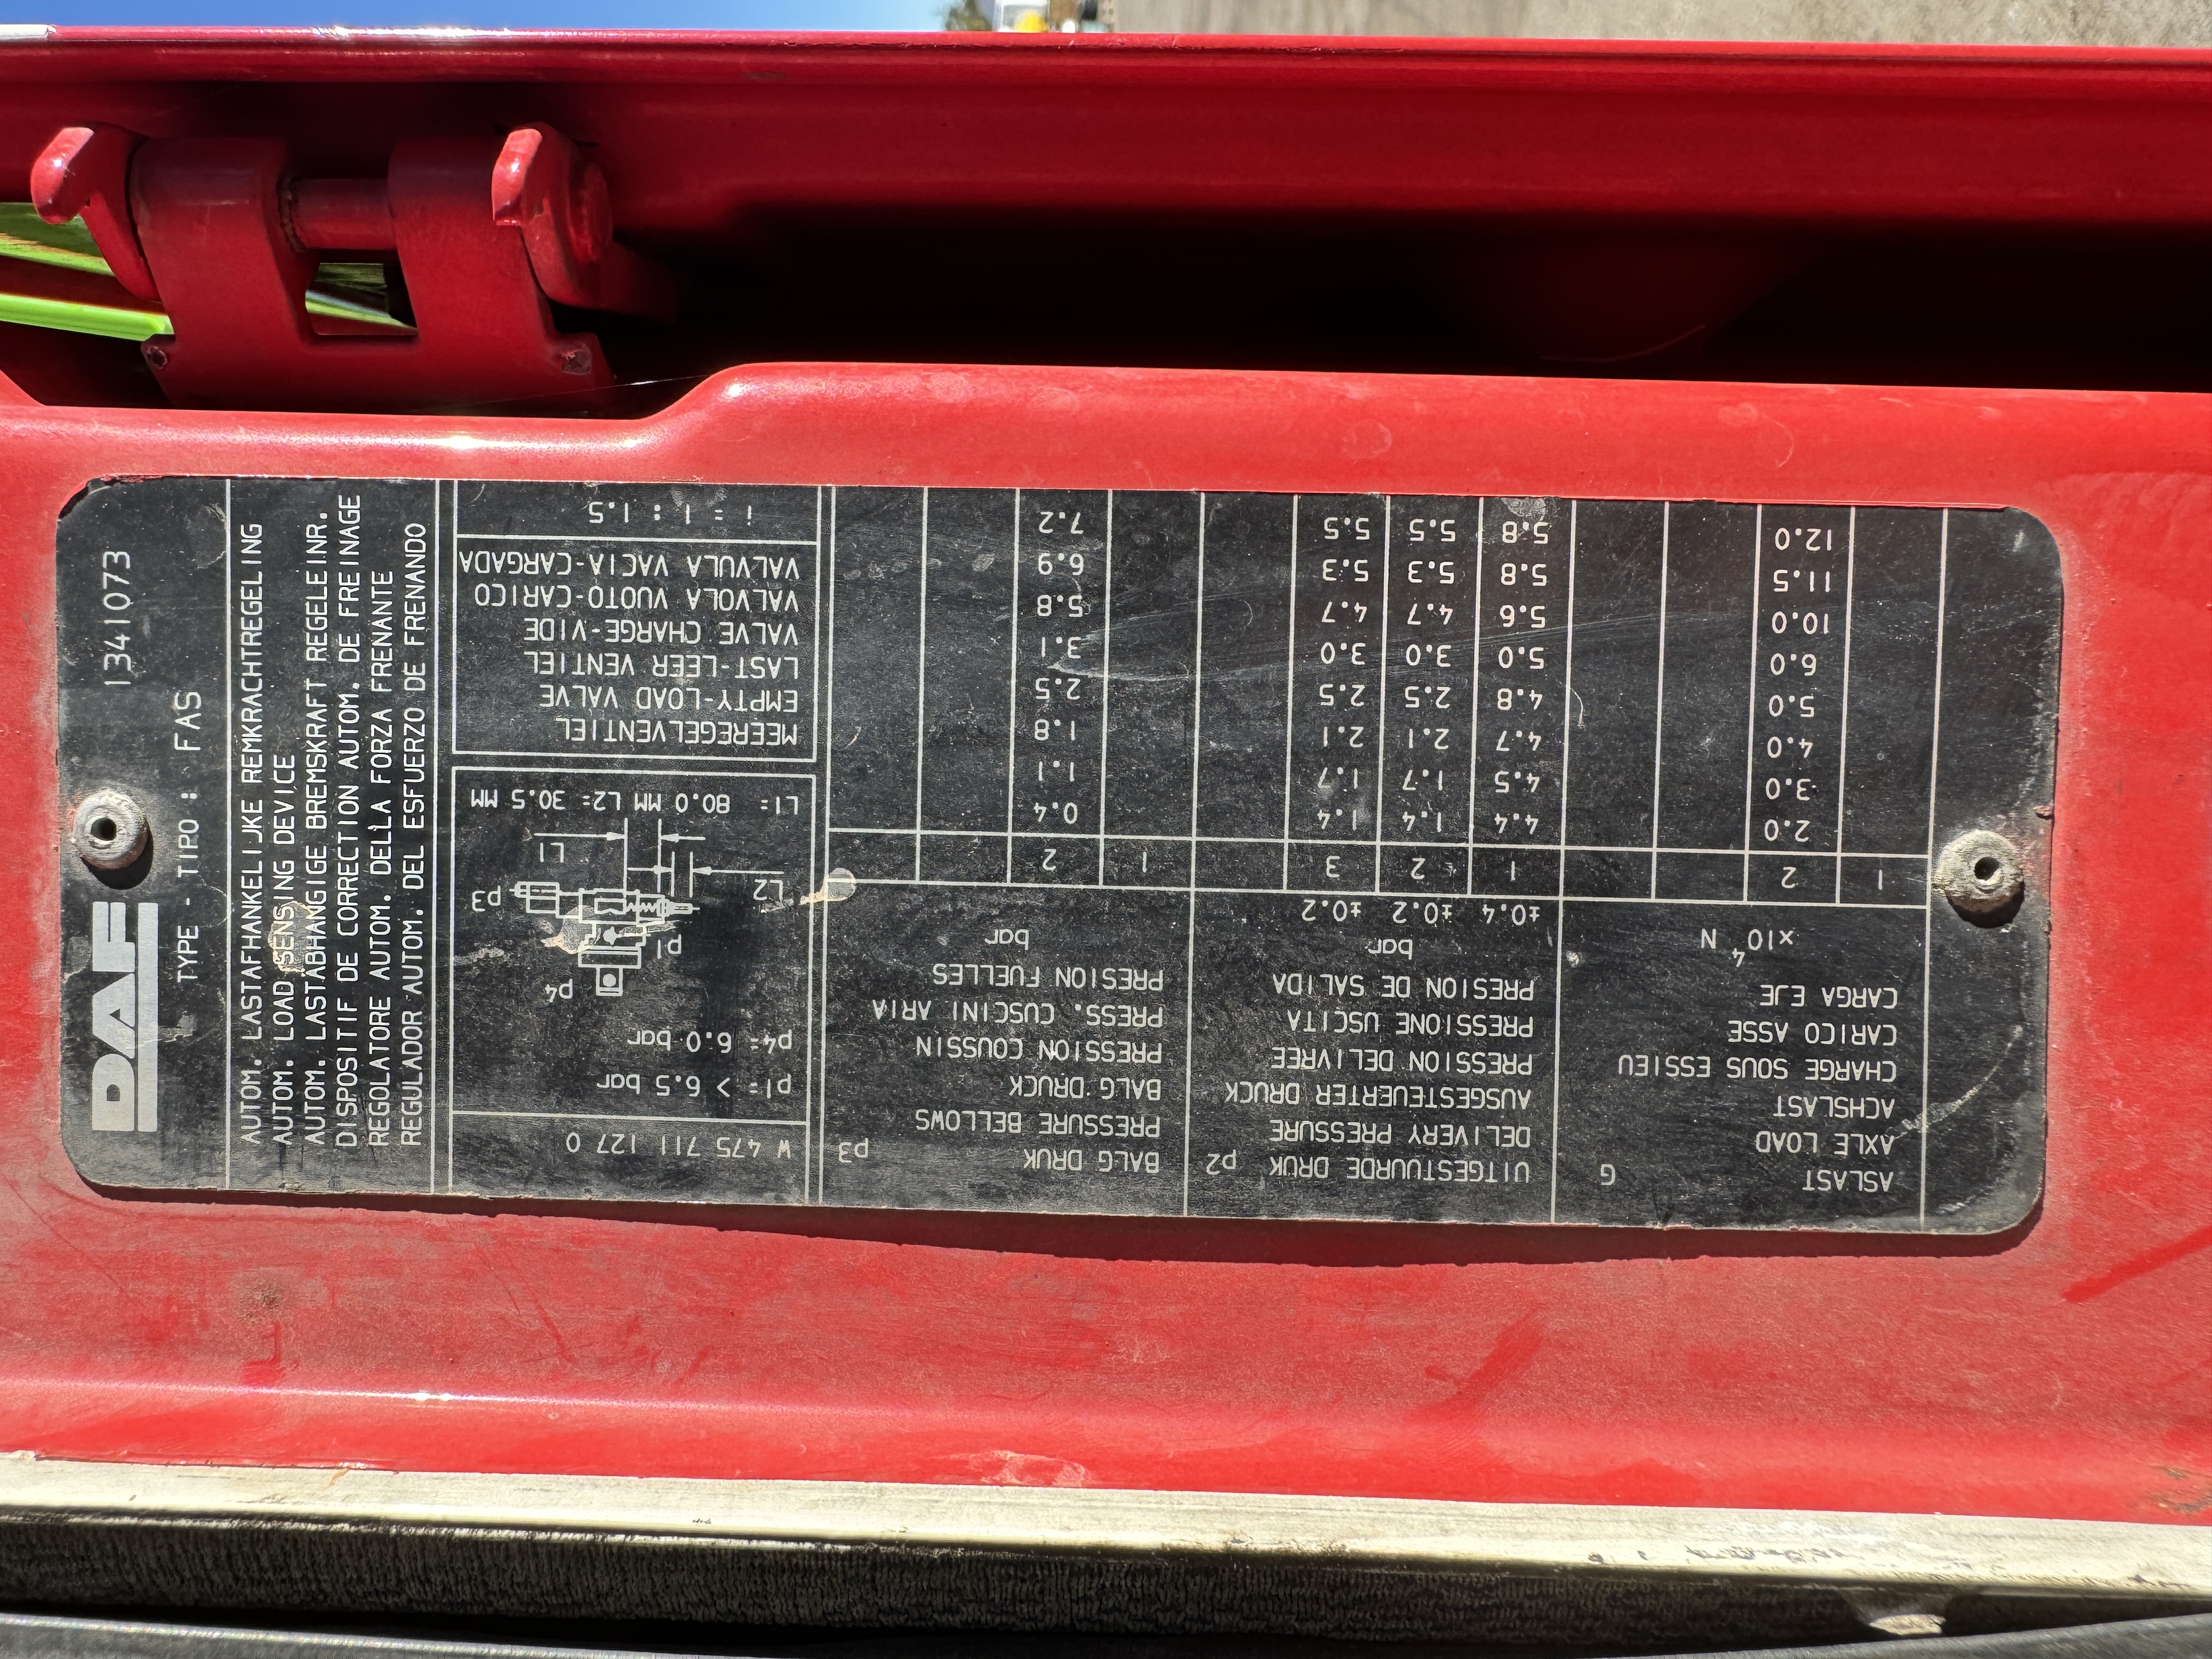 DAF 1341073
TYPE - TIPO : FAS
AUTOM. LASTAFHANKELIJKE REMKRACHTREGELING
AUTOM. LOAD SENSING DEVICE
AUTOM. LASTABHANGIGE BREMSKRAFT REGELEINR.
DISPOSITIF DE CORRECTION AUTOM. DE FREINAGE
REGOLATORE AUTOM. DELLA FORZA FRENANTE
REGULADOR AUTOM. DEL ESFUERZO DE FRENANDO
ASLAST G
AXLE LOAD
ACHSLAST
CHARGE SOUS ESSIEU
CARICO ASSE
CARGA EJE
x10⁴ N
1 2
2.0
3.0
4.0
5.0
6.0
10.0
11.5
12.0
UITGESTUURDE DRUK p2
DELIVERY PRESSURE
AUSGESTEUERTER DRUCK
PRESSION DELIVREE
PRESSIONE USCITA
PRESION DE SALIDA
bar
±0.4 ±0.2 ±0.2
1 2 3
4.4 1.4 1.4
4.5 1.7 1.7
4.7 2.1 2.1
4.8 2.5 2.5
5.0 3.0 3.0
5.6 4.7 4.7
5.8 5.3 5.3
5.8 5.5 5.5
BALG DRUK p3
PRESSURE BELLOWS
BALG DRUCK
PRESSION COUSSIN
PRESS. CUSCINI ARIA
PRESION FUELLES
bar
1 2
0.4
1.1
1.8
2.5
3.1
5.8
6.9
7.2
W 475 711 127 0
p1= > 6.5 bar
p4= 6.0 bar
p4
p1
p3
L2
L1
L1= 80.0 MM L2= 30.5 MM
MEEREGELVENTIEL
EMPTY-LOAD VALVE
LAST-LEER VENTIEL
VALVE CHARGE-VIDE
VALVOLA VUOTO-CARICO
VALVULA VACIA-CARGADA
i = 1 : 1.5